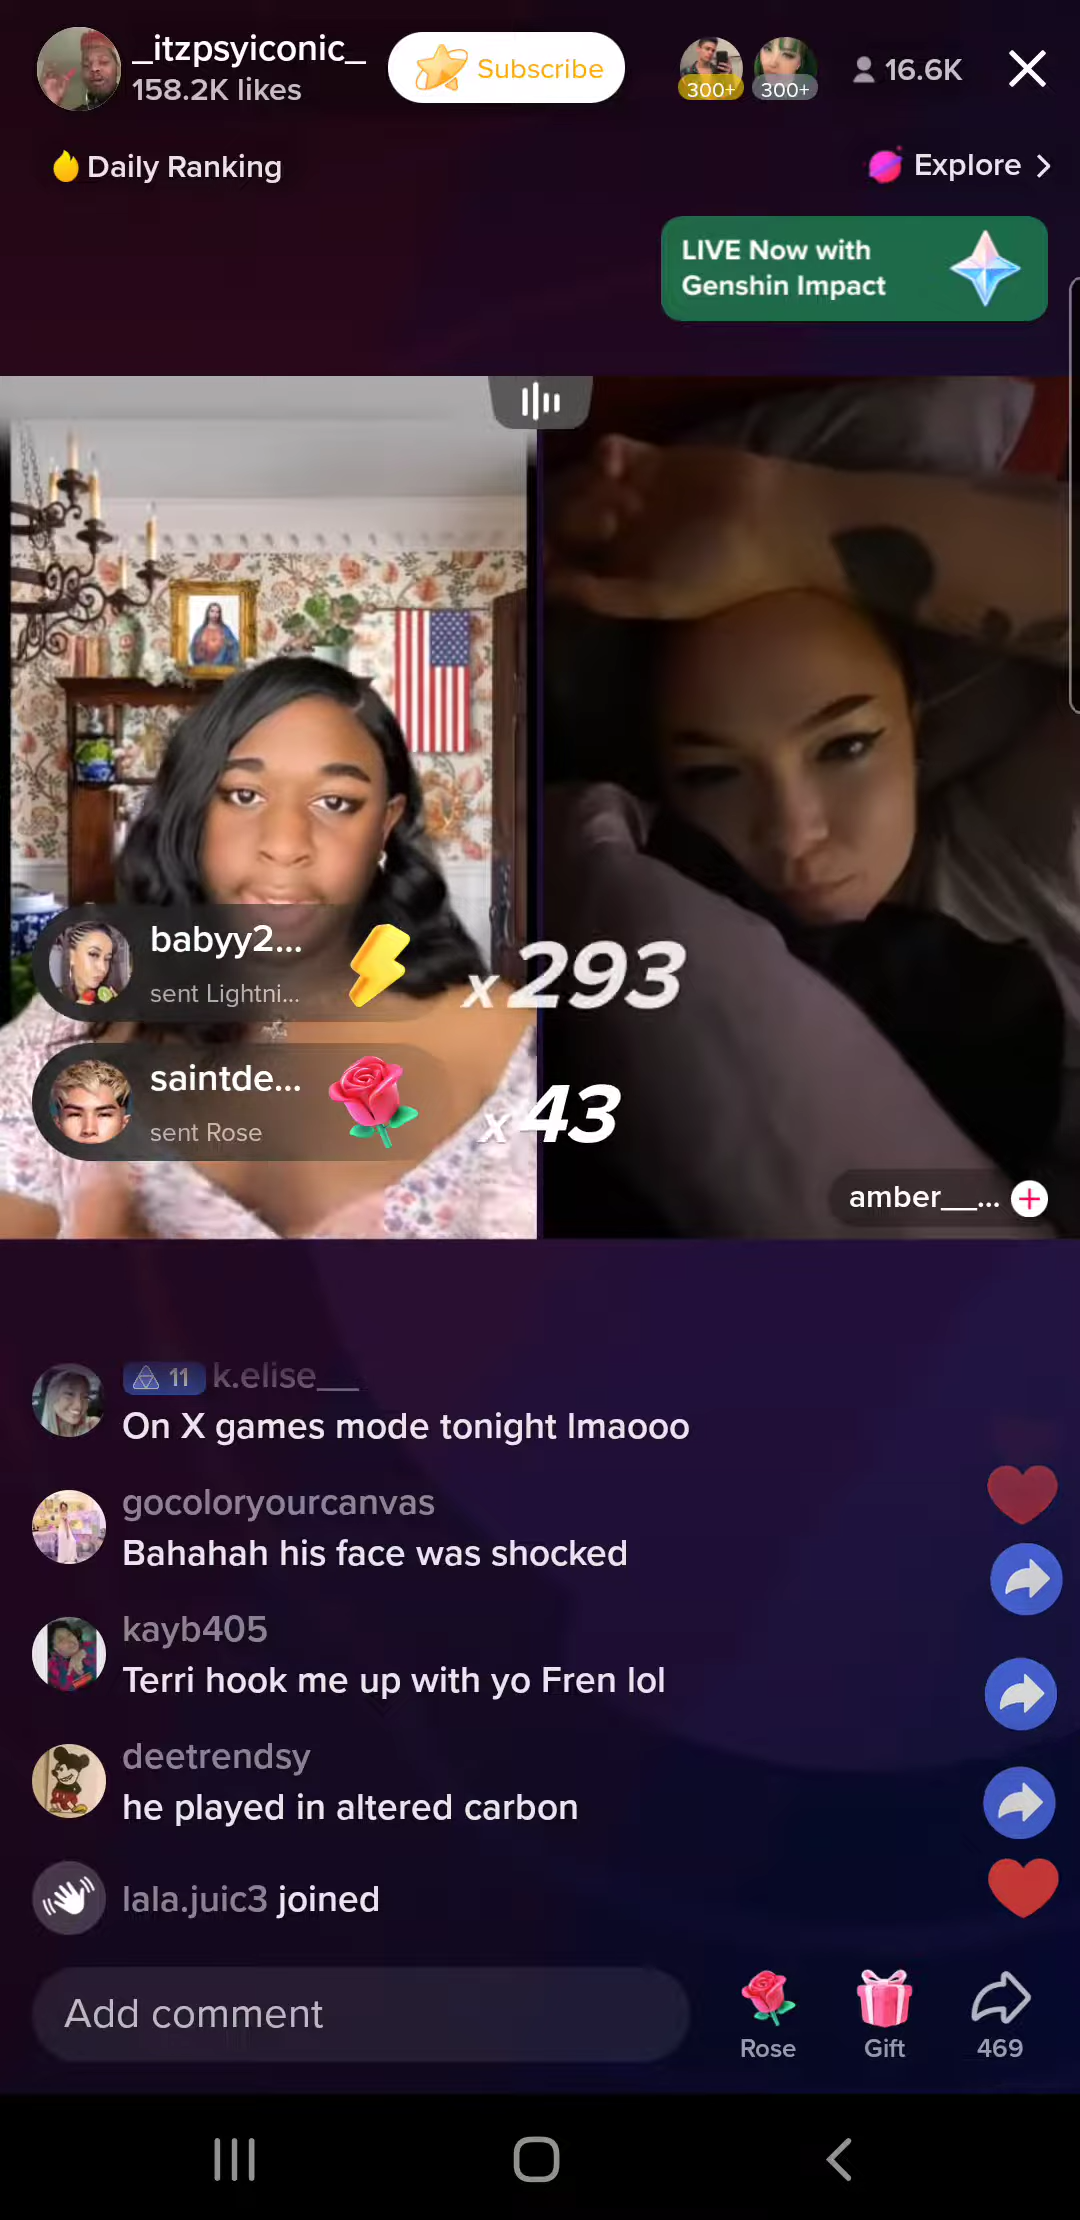 _itzpsyiconic_
158.2K likes
Subscribe
300+
300+
16.6K
Daily Ranking
Explore
LIVE Now with
Genshin Impact
babyy2...
sent Lightni...
x 293
saintde...
sent Rose
x 43
amber__...
11 k.elise__
On X games mode tonight lmaooo
gocoloryourcanvas
Bahahah his face was shocked
kayb405
Terri hook me up with yo Fren lol
deetrendsy
he played in altered carbon
lala.juic3 joined
Add comment
Rose
Gift
469